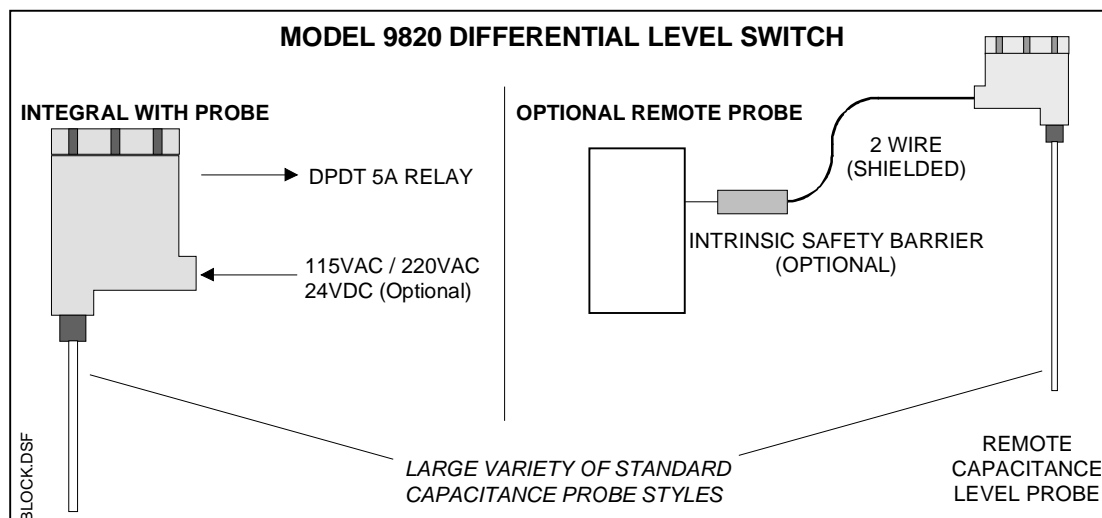 MODEL 9820 DIFFERENTIAL LEVEL SWITCH
INTEGRAL WITH PROBE
DPDT 5A RELAY
115VAC / 220VAC
24VDC (Optional)
OPTIONAL REMOTE PROBE
2 WIRE
(SHIELDED)
INTRINSIC SAFETY BARRIER
(OPTIONAL)
LARGE VARIETY OF STANDARD
CAPACITANCE PROBE STYLES
REMOTE
CAPACITANCE
LEVEL PROBE
BLOCK.DSF